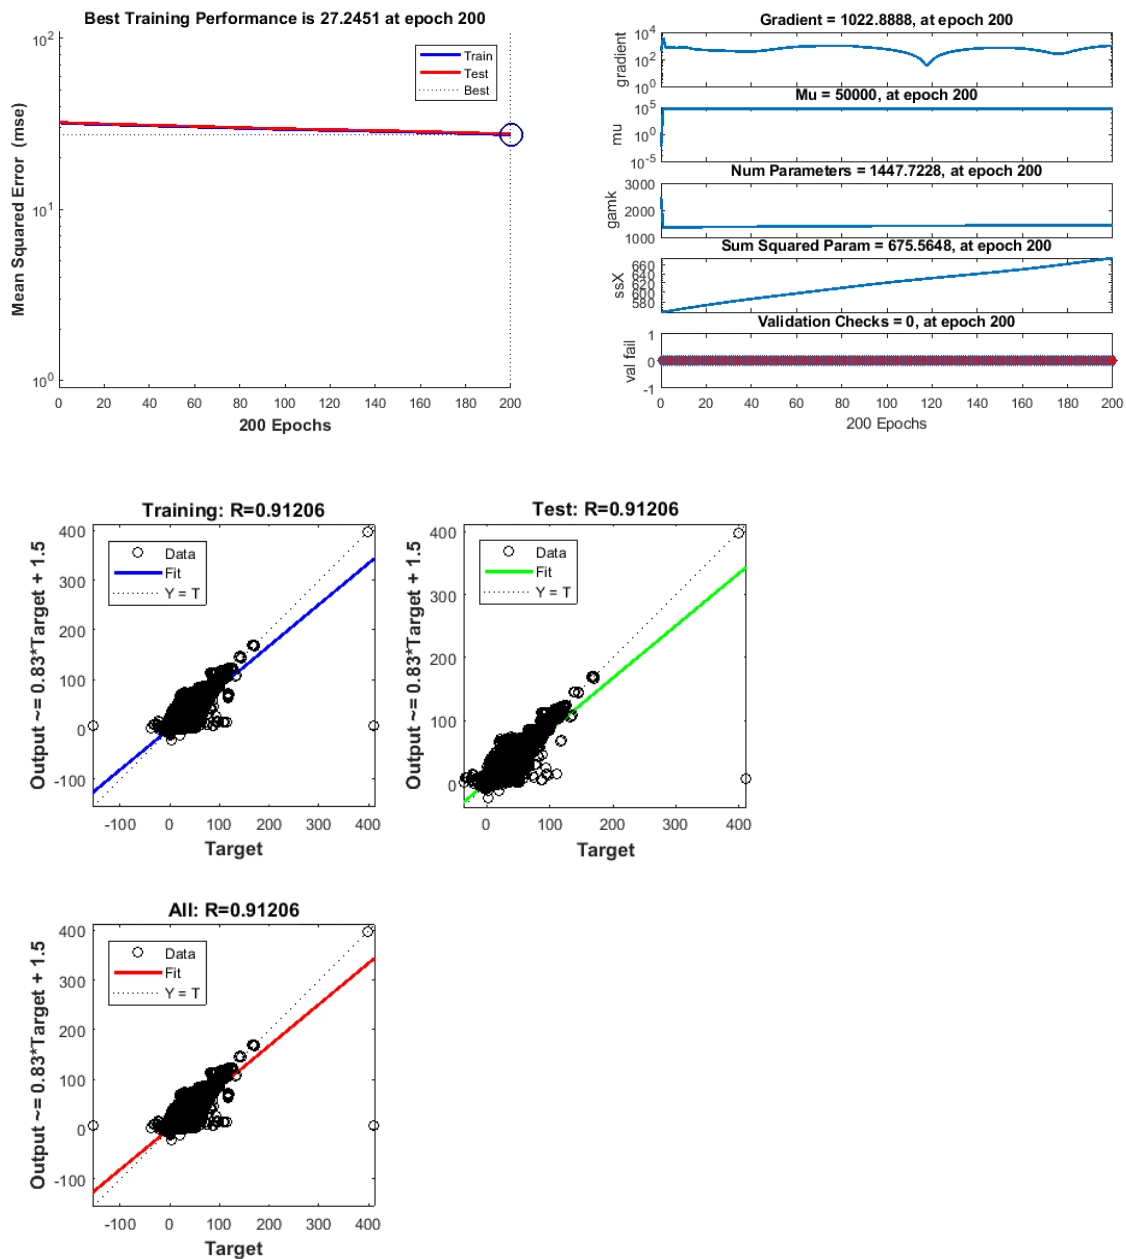 Best Training Performance is 27.2451 at epoch 200
10^2
10^1
10^0
Mean Squared Error (mse)
Train
Test
Best
0 20 40 60 80 100 120 140 160 180 200
200 Epochs
Gradient = 1022.8888, at epoch 200
10^4
10^2
10^0
gradient
Mu = 50000, at epoch 200
10^5
10^0
10^-5
mu
Num Parameters = 1447.7228, at epoch 200
3000
2000
1000
gamk
Sum Squared Param = 675.5648, at epoch 200
660
640
620
600
580
ssX
Validation Checks = 0, at epoch 200
1
0
-1
val fail
0 20 40 60 80 100 120 140 160 180 200
200 Epochs
Training: R=0.91206
Output ~= 0.83*Target + 1.5
400
300
200
100
0
-100
Data
Fit
Y = T
-100 0 100 200 300 400
Target
Test: R=0.91206
Output ~= 0.83*Target + 1.5
400
300
200
100
0
Data
Fit
Y = T
0 100 200 300 400
Target
All: R=0.91206
Output ~= 0.83*Target + 1.5
400
300
200
100
0
-100
Data
Fit
Y = T
-100 0 100 200 300 400
Target